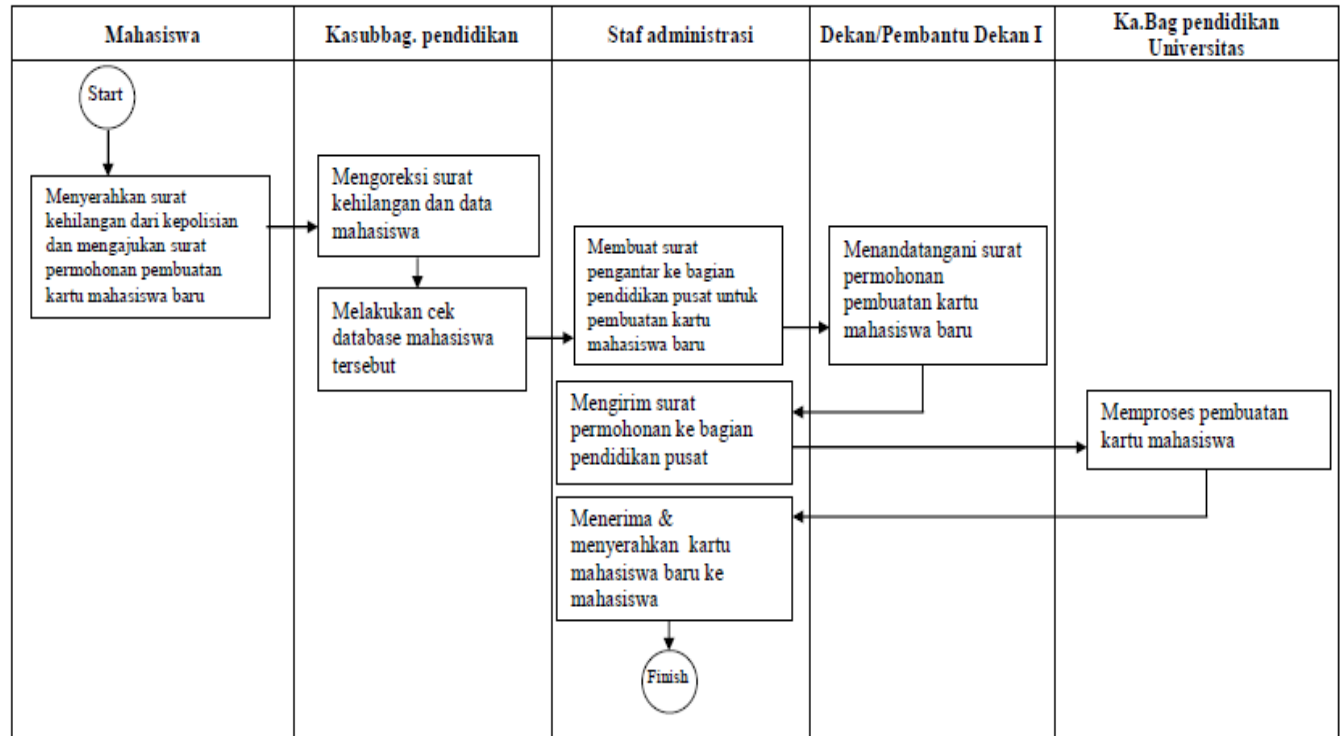 Mahasiswa
Kasubbag. pendidikan
Staf administrasi
Dekan/Pembantu Dekan I
Ka.Bag pendidikan
Universitas
Start
Menyerahkan surat
kehilangan dari kepolisian
dan mengajukan surat
permohonan pembuatan
kartu mahasiswa baru
Mengoreksi surat
kehilangan dan data
mahasiswa
Melakukan cek
database mahasiswa
tersebut
Membuat surat
pengantar ke bagian
pendidikan pusat untuk
pembuatan kartu
mahasiswa baru
Menandatangani surat
permohonan
pembuatan kartu
mahasiswa baru
Mengirim surat
permohonan ke bagian
pendidikan pusat
Memproses pembuatan
kartu mahasiswa
Menerima &
menyerahkan kartu
mahasiswa baru ke
mahasiswa
Finish